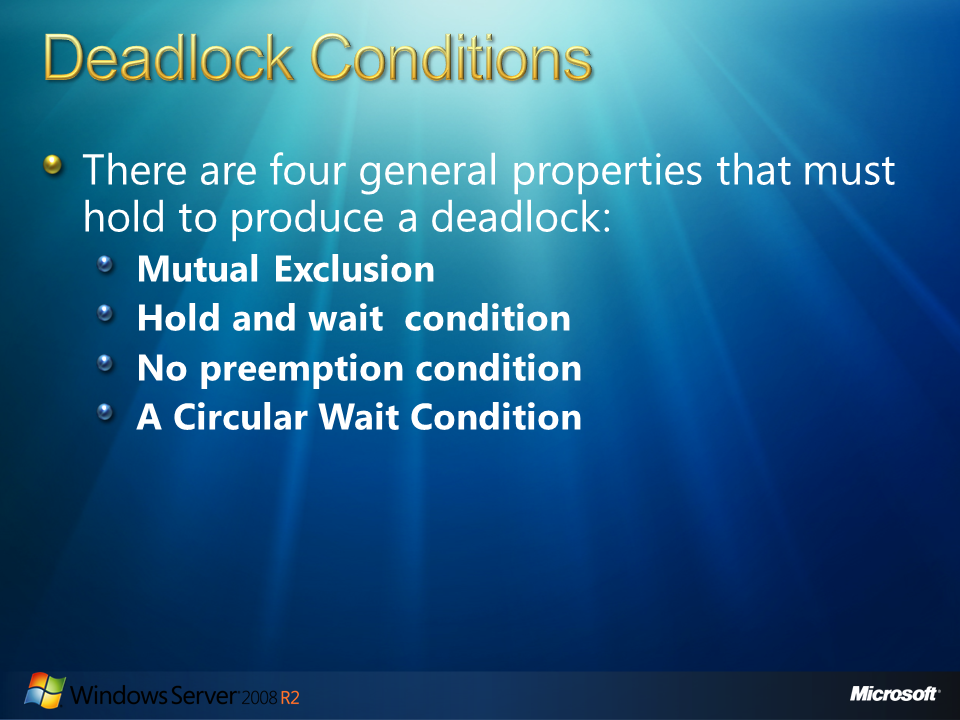 Deadlock Conditions
There are four general properties that must
hold to produce a deadlock:
Mutual Exclusion
Hold and wait  condition
No preemption condition
A Circular Wait Condition
Windows Server 2008 R2
Microsoft